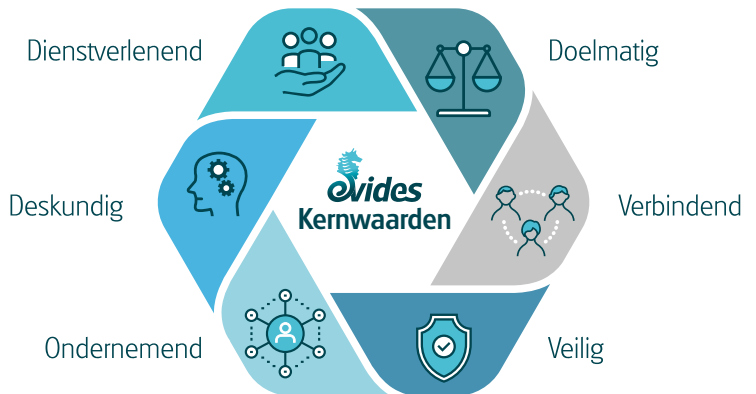 Dienstverlenend
Doelmatig
Deskundig
evides
Kernwaarden
Verbindend
Ondernemend
Veilig